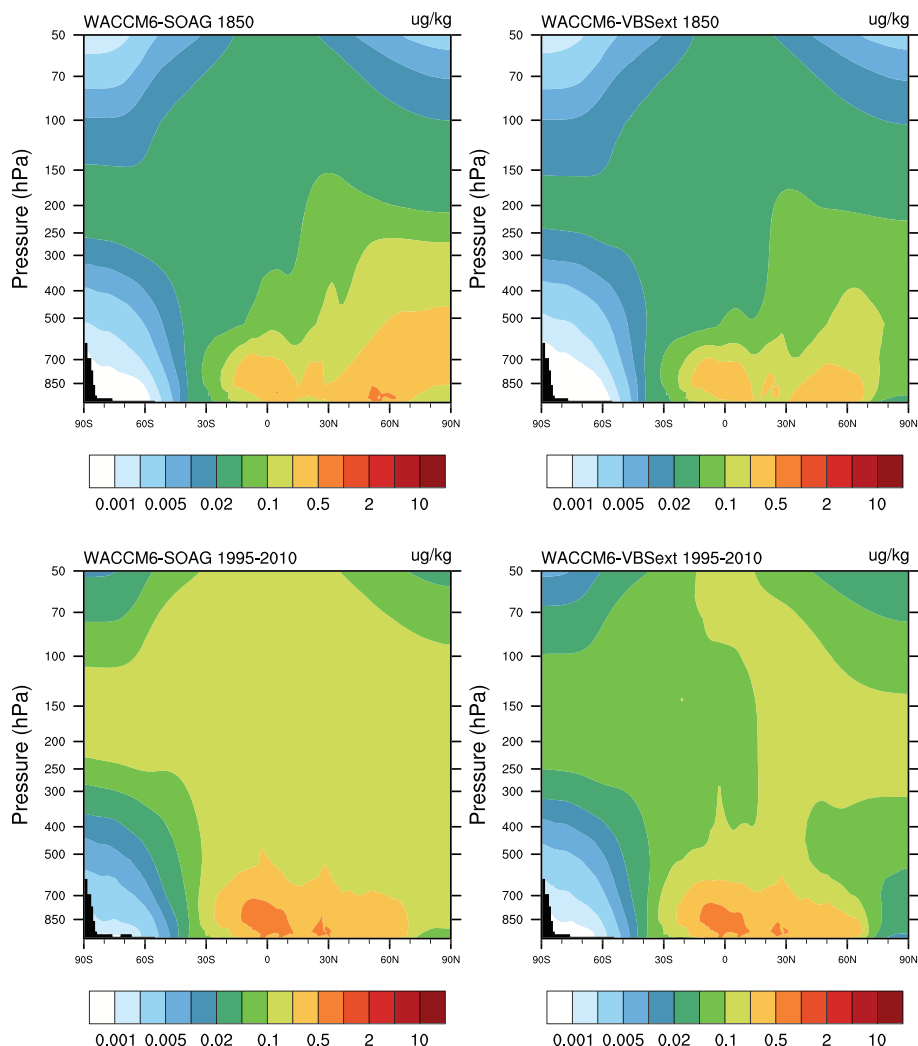 WACCM6-SOAG 1850 ug/kg
50
70
100
150
200
250
300
400
500
700
850
Pressure (hPa)
90S 60S 30S 0 30N 60N 90N
0.001 0.005 0.02 0.1 0.5 2 10
WACCM6-VBSext 1850 ug/kg
50
70
100
150
200
250
300
400
500
700
850
Pressure (hPa)
90S 60S 30S 0 30N 60N 90N
0.001 0.005 0.02 0.1 0.5 2 10
WACCM6-SOAG 1995-2010 ug/kg
50
70
100
150
200
250
300
400
500
700
850
Pressure (hPa)
90S 60S 30S 0 30N 60N 90N
0.001 0.005 0.02 0.1 0.5 2 10
WACCM6-VBSext 1995-2010 ug/kg
50
70
100
150
200
250
300
400
500
700
850
Pressure (hPa)
90S 60S 30S 0 30N 60N 90N
0.001 0.005 0.02 0.1 0.5 2 10